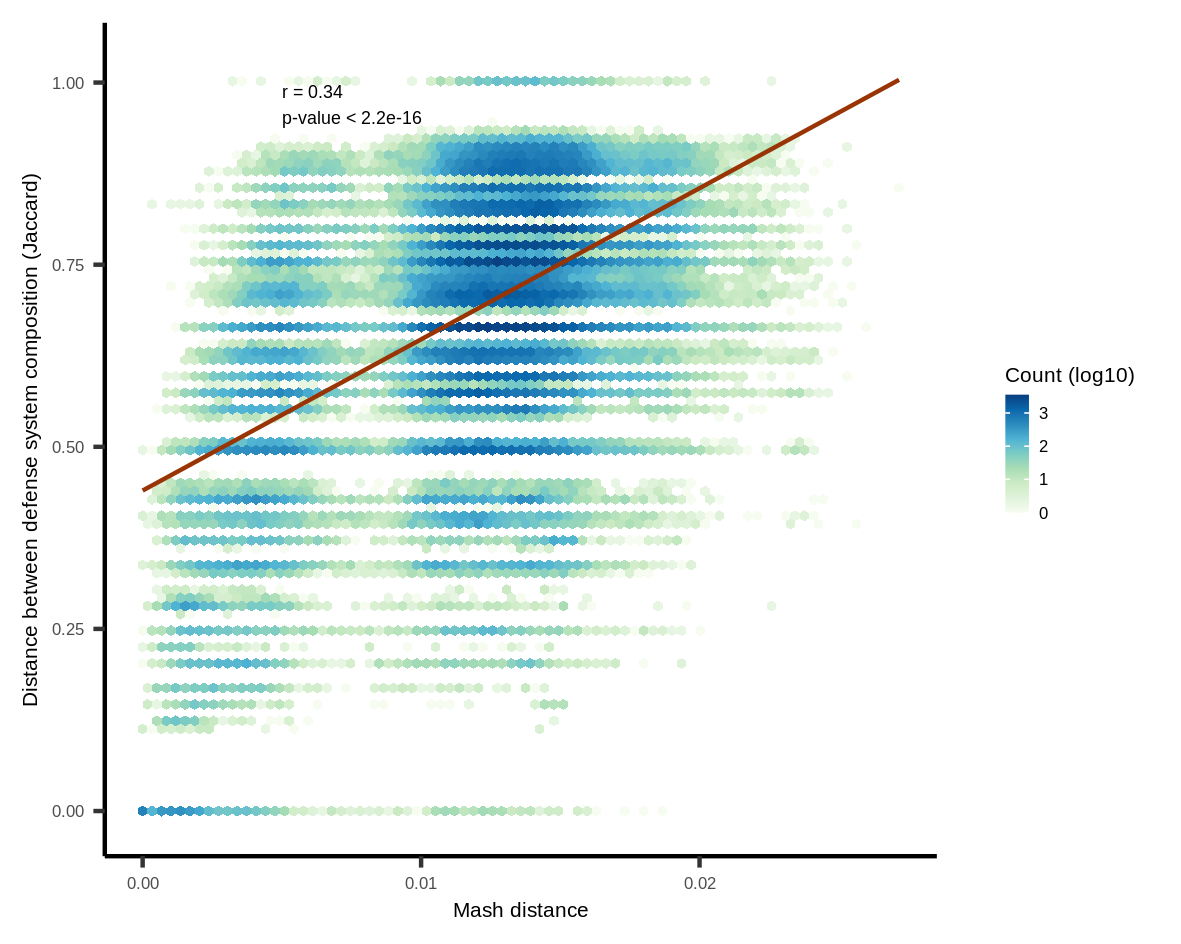 r = 0.34
p-value < 2.2e-16
1.00
0.75
0.50
0.25
0.00
Distance between defense system composition (Jaccard)
0.00
0.01
0.02
Mash distance
Count (log10)
3
2
1
0